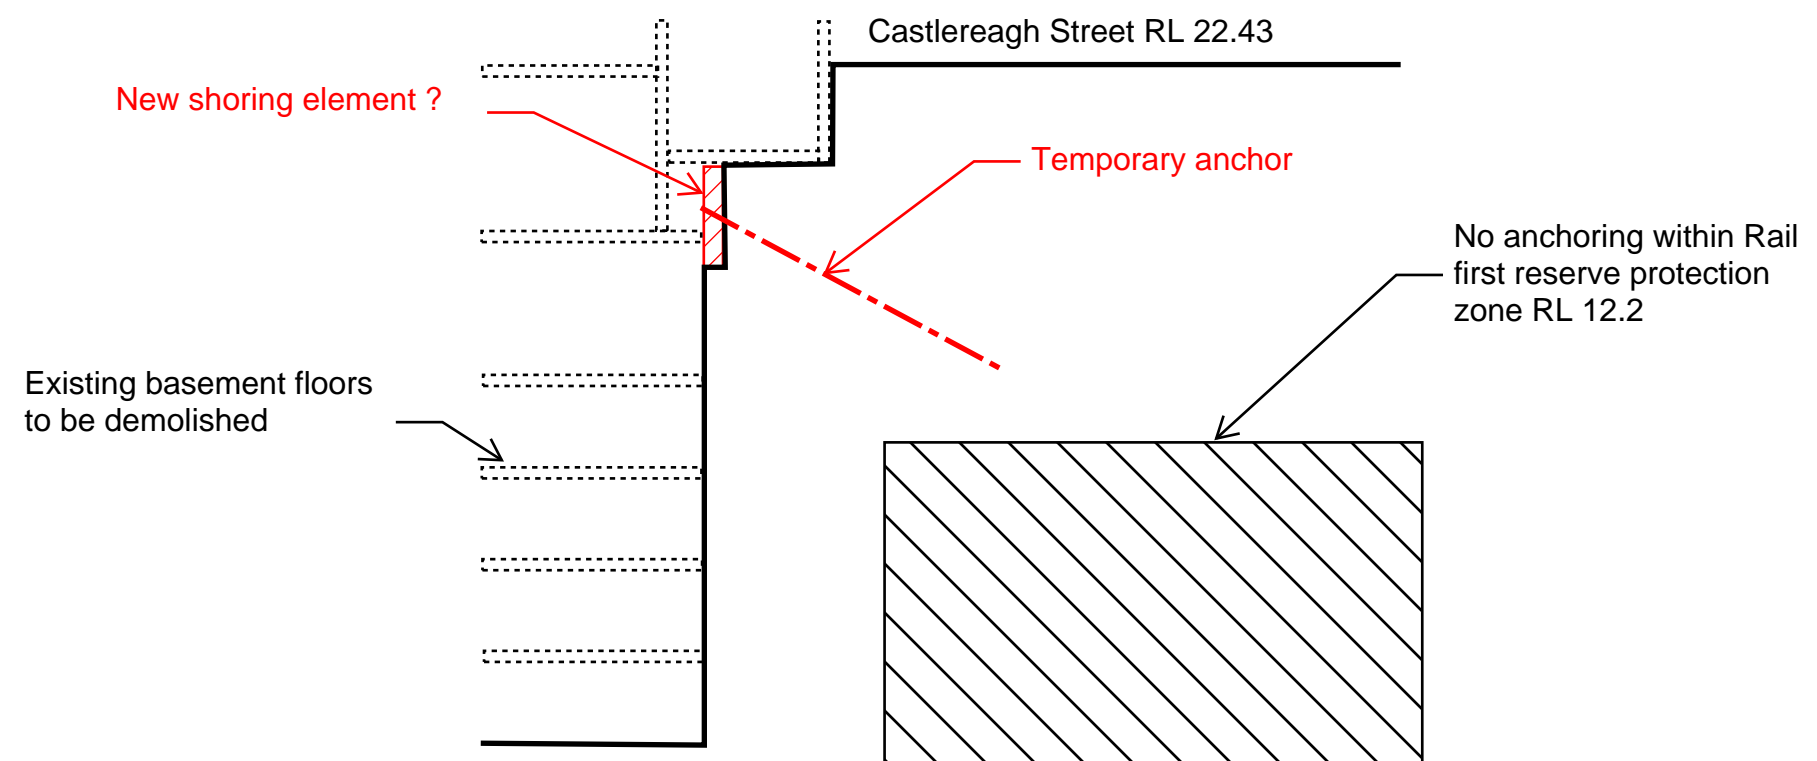 Castlereagh Street RL 22.43
New shoring element ?
Temporary anchor
No anchoring within Rail
first reserve protection
zone RL 12.2
Existing basement floors
to be demolished